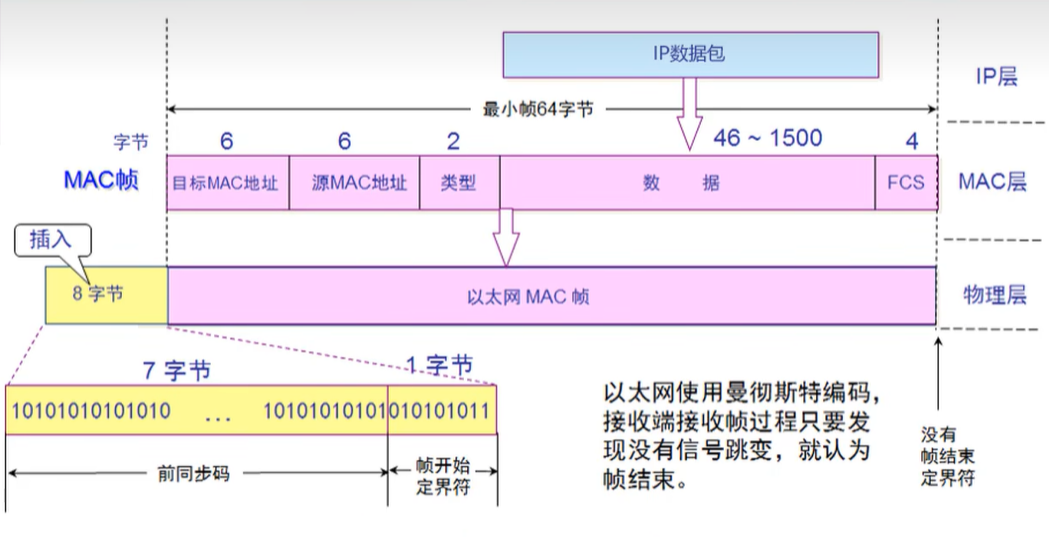 IP数据包
IP层
最小帧64字节
字节
6
6
2
46 ~ 1500
4
MAC帧
目标MAC地址
源MAC地址
类型
数 据
FCS
MAC层
插入
8 字节
以太网 MAC 帧
物理层
7 字节
1 字节
10101010101010
...
10101010101
010101011
前同步码
帧开始
定界符
以太网使用曼彻斯特编码,
接收端接收帧过程只要发
现没有信号跳变，就认为
帧结束。
没有
帧结束
定界符